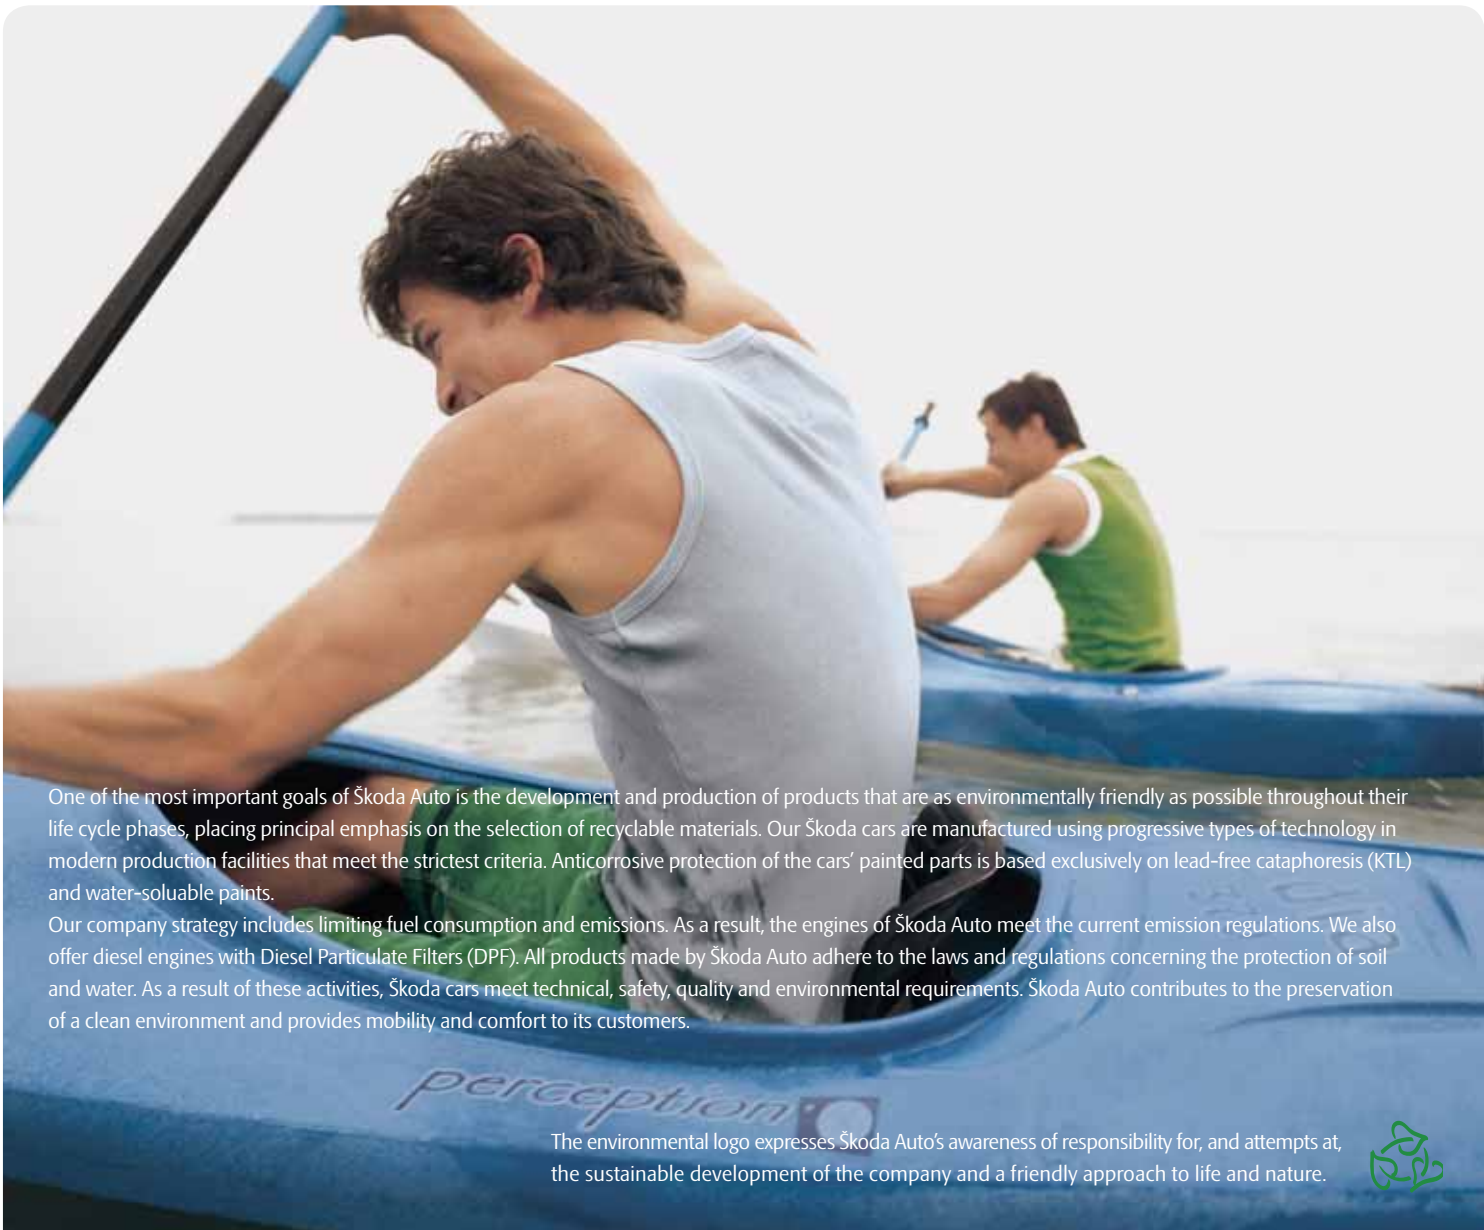 One of the most important goals of Škoda Auto is the development and production of products that are as environmentally friendly as possible throughout their
life cycle phases, placing principal emphasis on the selection of recyclable materials. Our Škoda cars are manufactured using progressive types of technology in
modern production facilities that meet the strictest criteria. Anticorrosive protection of the cars’ painted parts is based exclusively on lead-free cataphoresis (KTL)
and water-soluable paints.
Our company strategy includes limiting fuel consumption and emissions. As a result, the engines of Škoda Auto meet the current emission regulations. We also
offer diesel engines with Diesel Particulate Filters (DPF). All products made by Škoda Auto adhere to the laws and regulations concerning the protection of soil
and water. As a result of these activities, Škoda cars meet technical, safety, quality and environmental requirements. Škoda Auto contributes to the preservation
of a clean environment and provides mobility and comfort to its customers.
perception
The environmental logo expresses Škoda Auto’s awareness of responsibility for, and attempts at,
the sustainable development of the company and a friendly approach to life and nature.